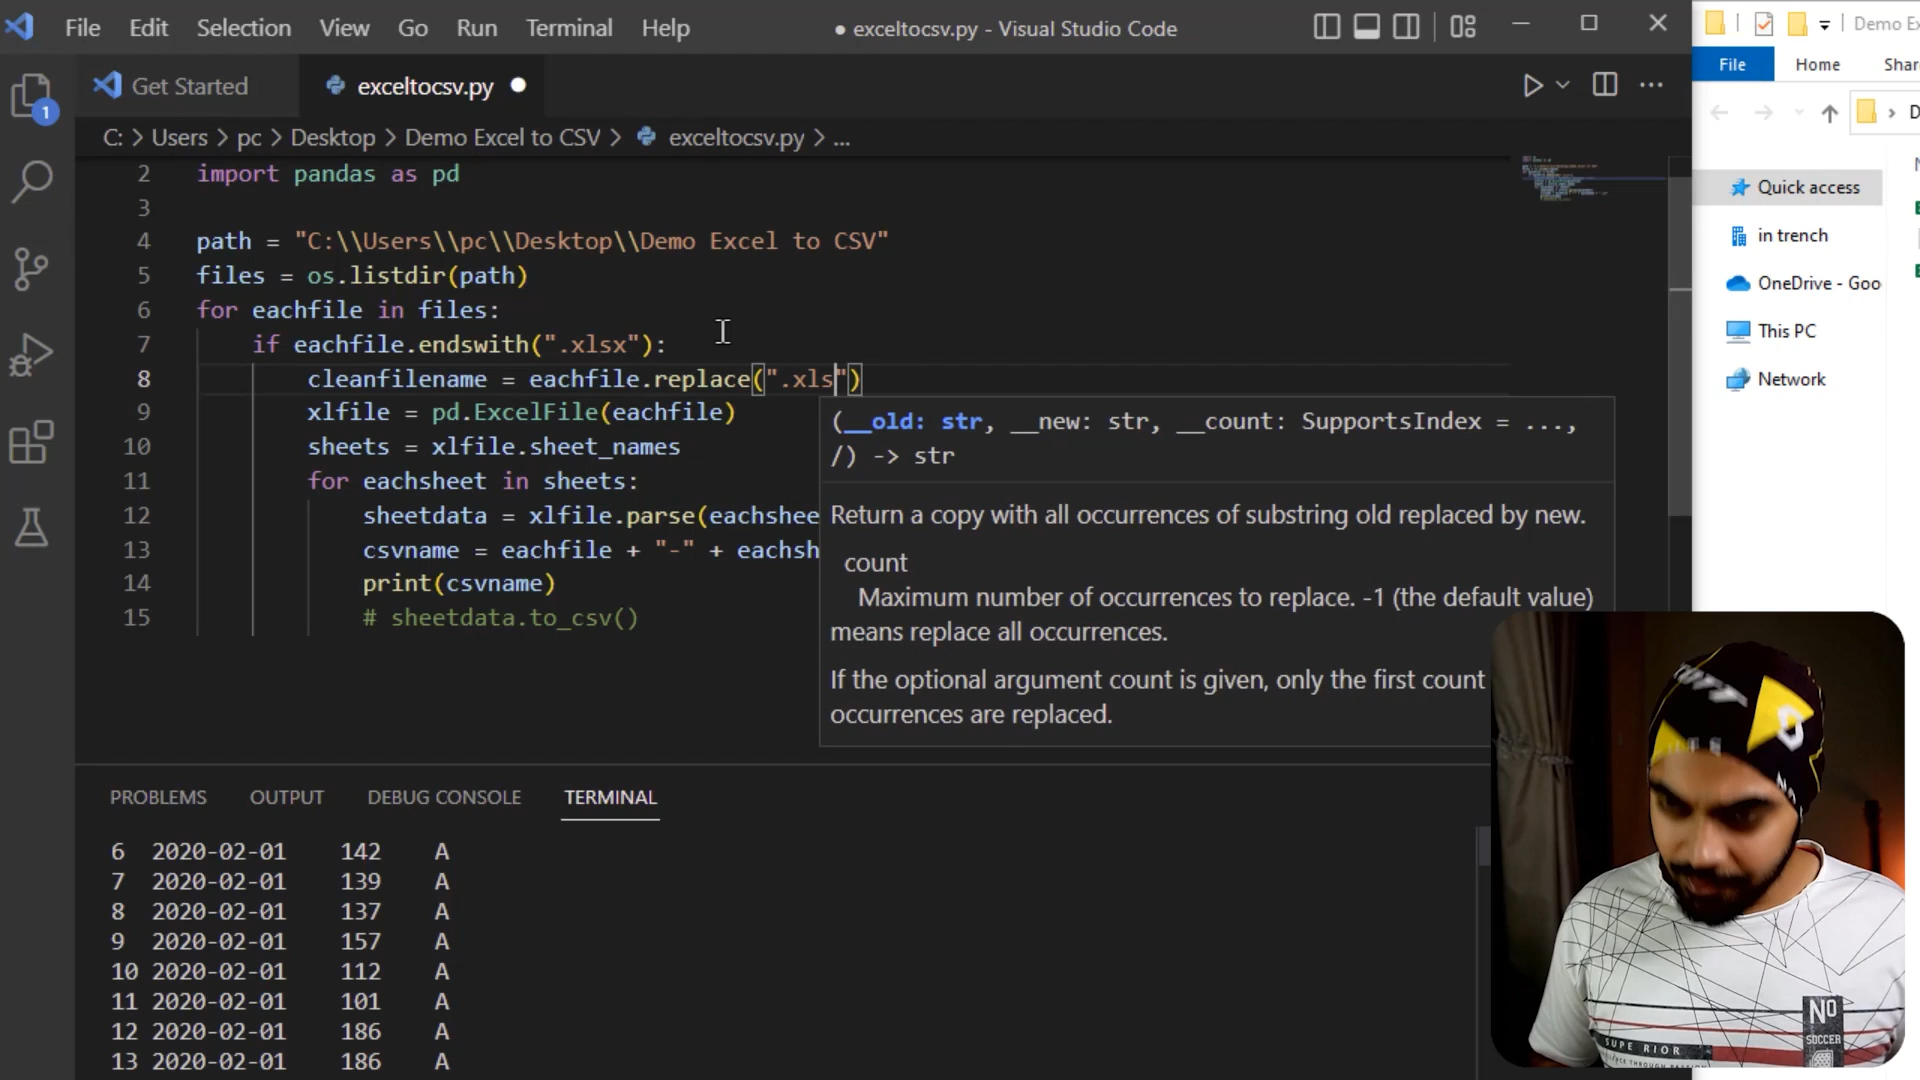 File Edit Selection View Go Run Terminal Help ● exceltocsv.py - Visual Studio Code
Demo Ex
Get Started exceltocsv.py
File Home Shar
C: > Users > pc > Desktop > Demo Excel to CSV > exceltocsv.py > ...
1
2 import pandas as pd
3
4 path = "C:\\Users\\pc\\Desktop\\Demo Excel to CSV"
5 files = os.listdir(path)
6 for eachfile in files:
7 if eachfile.endswith(".xlsx"):
8 cleanfilename = eachfile.replace(".xls")
9 xlfile = pd.ExcelFile(eachfile)
10 sheets = xlfile.sheet_names
11 for eachsheet in sheets:
12 sheetdata = xlfile.parse(eachshee
13 csvname = eachfile + "-" + eachsh
14 print(csvname)
15 # sheetdata.to_csv()
(__old: str, __new: str, __count: SupportsIndex = ...,
/) -> str
Return a copy with all occurrences of substring old replaced by new.
count
Maximum number of occurrences to replace. -1 (the default value)
means replace all occurrences.
If the optional argument count is given, only the first count
occurrences are replaced.
Quick access
in trench
OneDrive - Goo
This PC
Network
PROBLEMS OUTPUT DEBUG CONSOLE TERMINAL
6 2020-02-01 142 A
7 2020-02-01 139 A
8 2020-02-01 137 A
9 2020-02-01 157 A
10 2020-02-01 112 A
11 2020-02-01 101 A
12 2020-02-01 186 A
13 2020-02-01 186 A
NO
SOCCER
SUPE RIOR